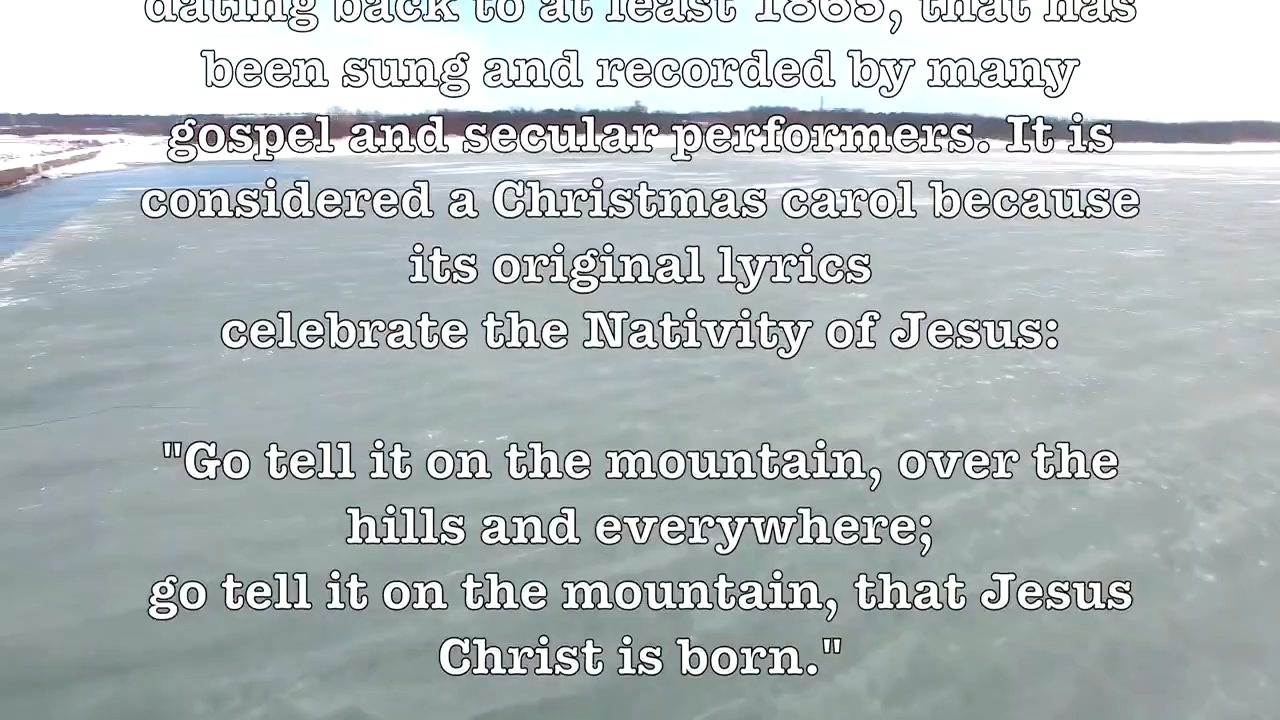 dating back to at least 1865, that has
been sung and recorded by many
gospel and secular performers. It is
considered a Christmas carol because
its original lyrics
celebrate the Nativity of Jesus:
"Go tell it on the mountain, over the
hills and everywhere;
go tell it on the mountain, that Jesus
Christ is born."